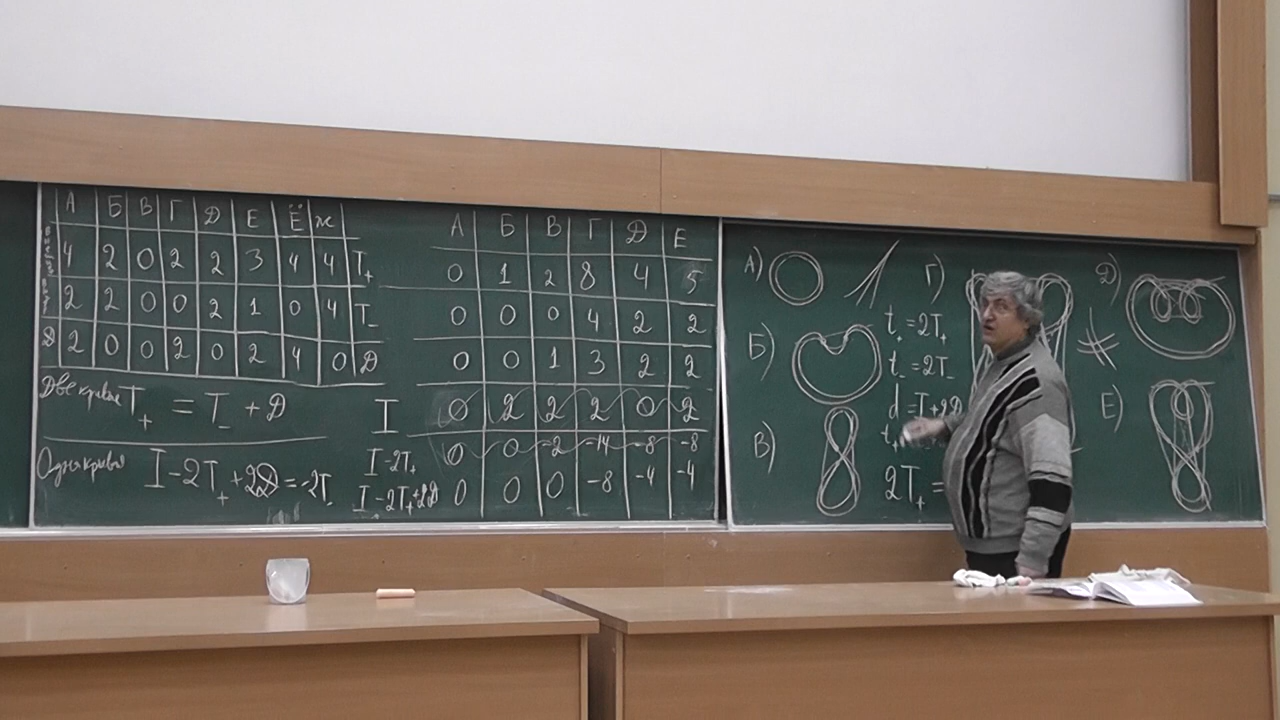 А Б В Г Д Е Ё Ж
4 2 0 2 2 3 4 4 T₊
2 2 0 0 2 1 0 4 T₋
Д 2 0 0 2 0 2 4 0 D
Две кривые T₊ = T₋ + D
Одна кривая I-2T₊+2D=-2T₋
А Б В Г Д Е
0 1 2 8 4 5
0 0 0 4 2 2
0 0 1 3 2 2
I 0 2 2 2 0 2
I-2T₊ 0 0 -2 -14 -8 -8
I-2T₊+2D 0 0 0 -8 -4 -4
А)
Б)
В)
Г)
t₊=2T₊
t₋=2T₋
d=I+2D
2T₊=
Д)
Е)